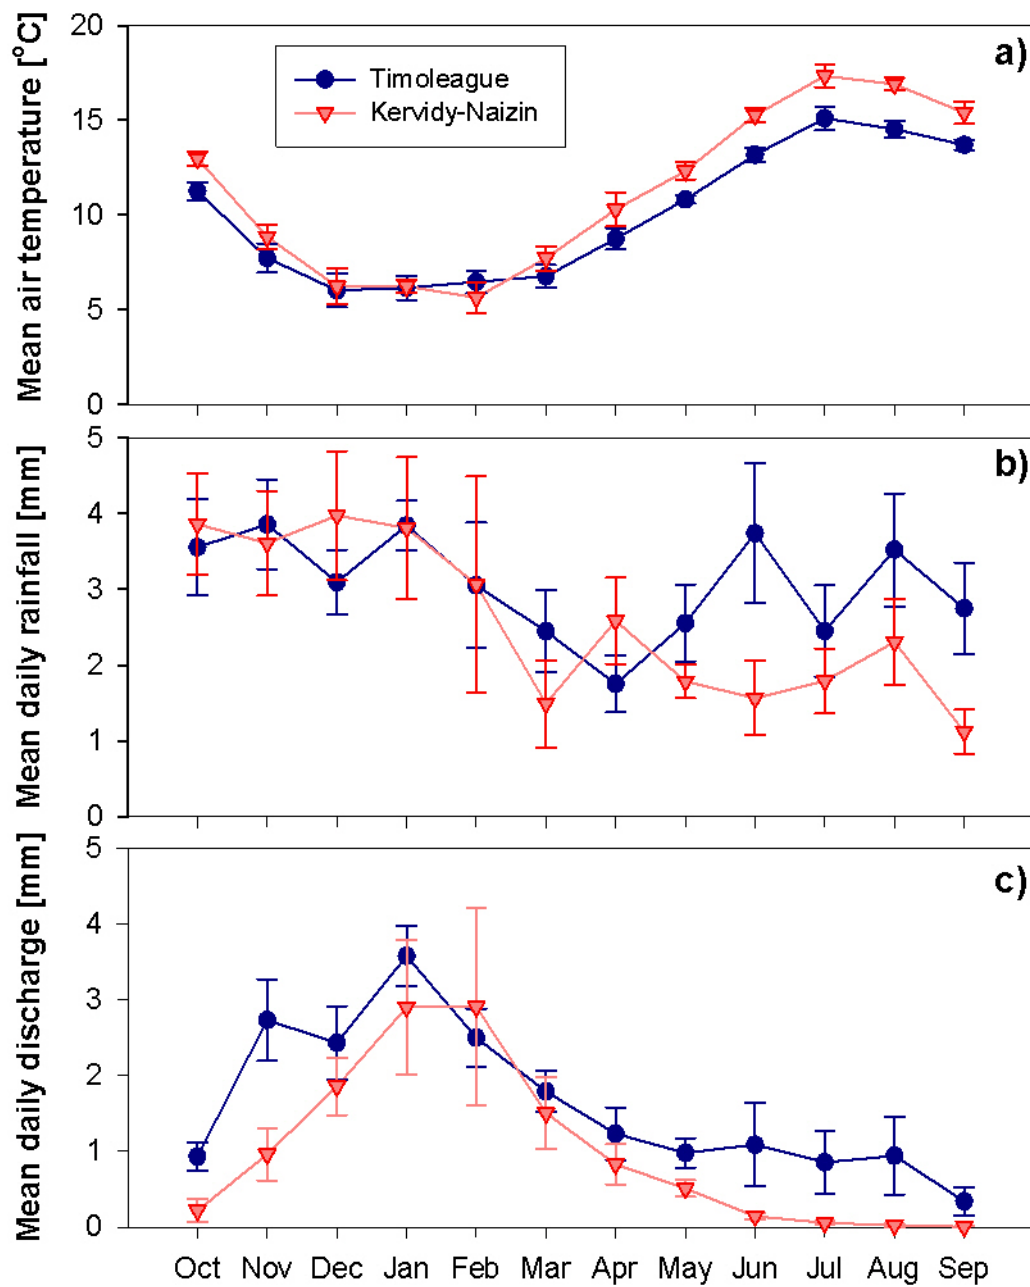 Mean air temperature [°C]
20
15
10
5
0
a)
Timoleague
Kervidy-Naizin
Mean daily rainfall [mm]
5
4
3
2
1
0
b)
Mean daily discharge [mm]
5
4
3
2
1
0
c)
Oct Nov Dec Jan Feb Mar Apr May Jun Jul Aug Sep